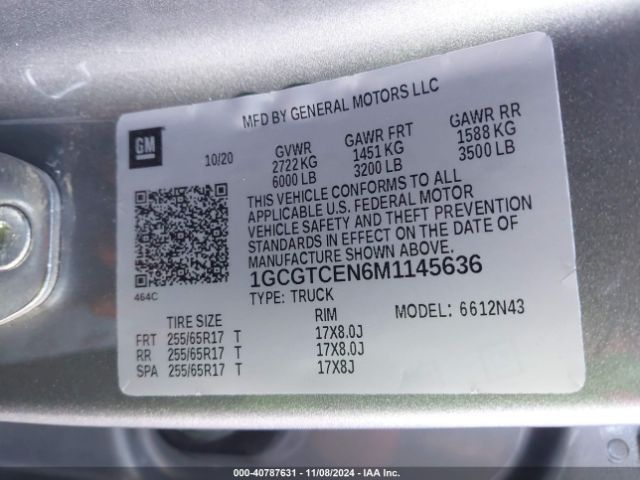 MFD BY GENERAL MOTORS LLC
GM
10/20
GVWR GAWR FRT GAWR RR
2722 KG 1451 KG 1588 KG
6000 LB 3200 LB 3500 LB
THIS VEHICLE CONFORMS TO ALL
APPLICABLE U.S. FEDERAL MOTOR
VEHICLE SAFETY AND THEFT PREVENTION
STANDARDS IN EFFECT ON THE DATE OF
MANUFACTURE SHOWN ABOVE.
464C
1GCGTCEN6M1145636
TYPE: TRUCK
MODEL: 6612N43
TIRE SIZE RIM
FRT 255/65R17 T 17X8.0J
RR 255/65R17 T 17X8.0J
SPA 255/65R17 T 17X8J
000-40787631 - 11/08/2024 - IAA Inc.